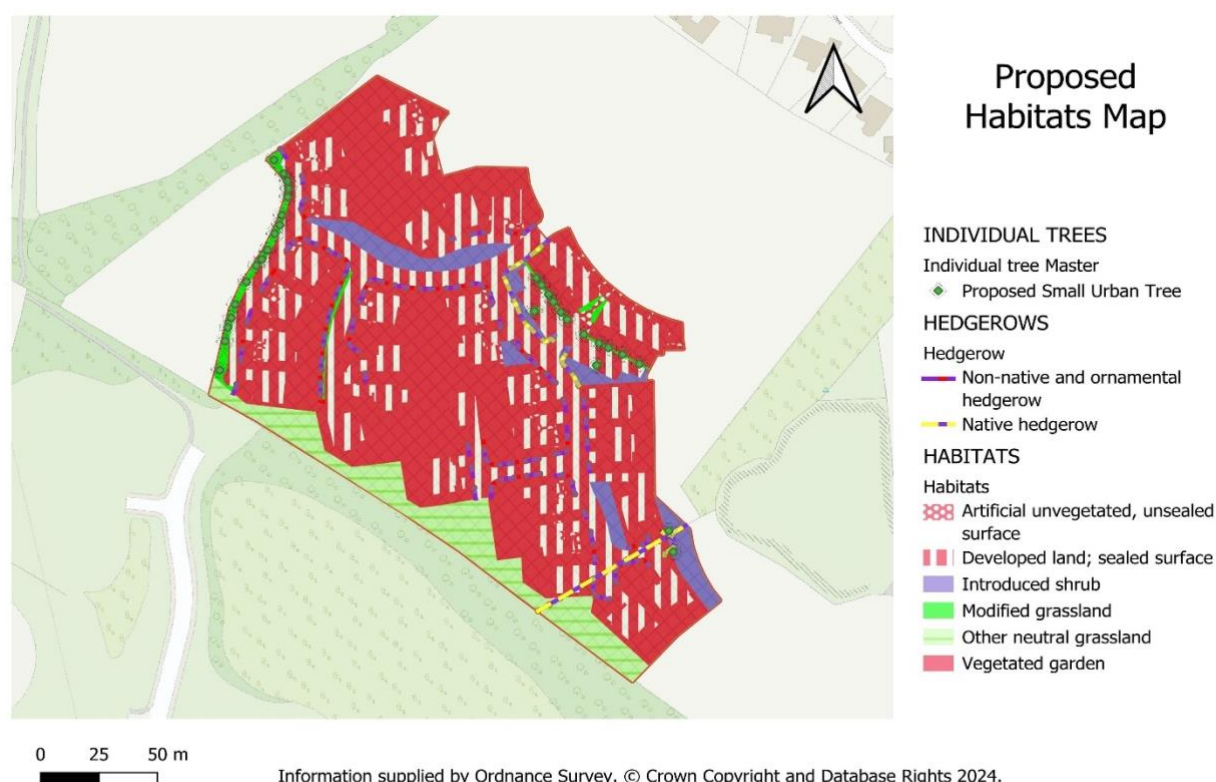 Proposed
Habitats Map
INDIVIDUAL TREES
Individual tree Master
Proposed Small Urban Tree
HEDGEROWS
Hedgerow
Non-native and ornamental
hedgerow
Native hedgerow
HABITATS
Habitats
Artificial unvegetated, unsealed
surface
Developed land; sealed surface
Introduced shrub
Modified grassland
Other neutral grassland
Vegetated garden
0 25 50 m
Information supplied by Ordnance Survey. © Crown Copyright and Database Rights 2024.